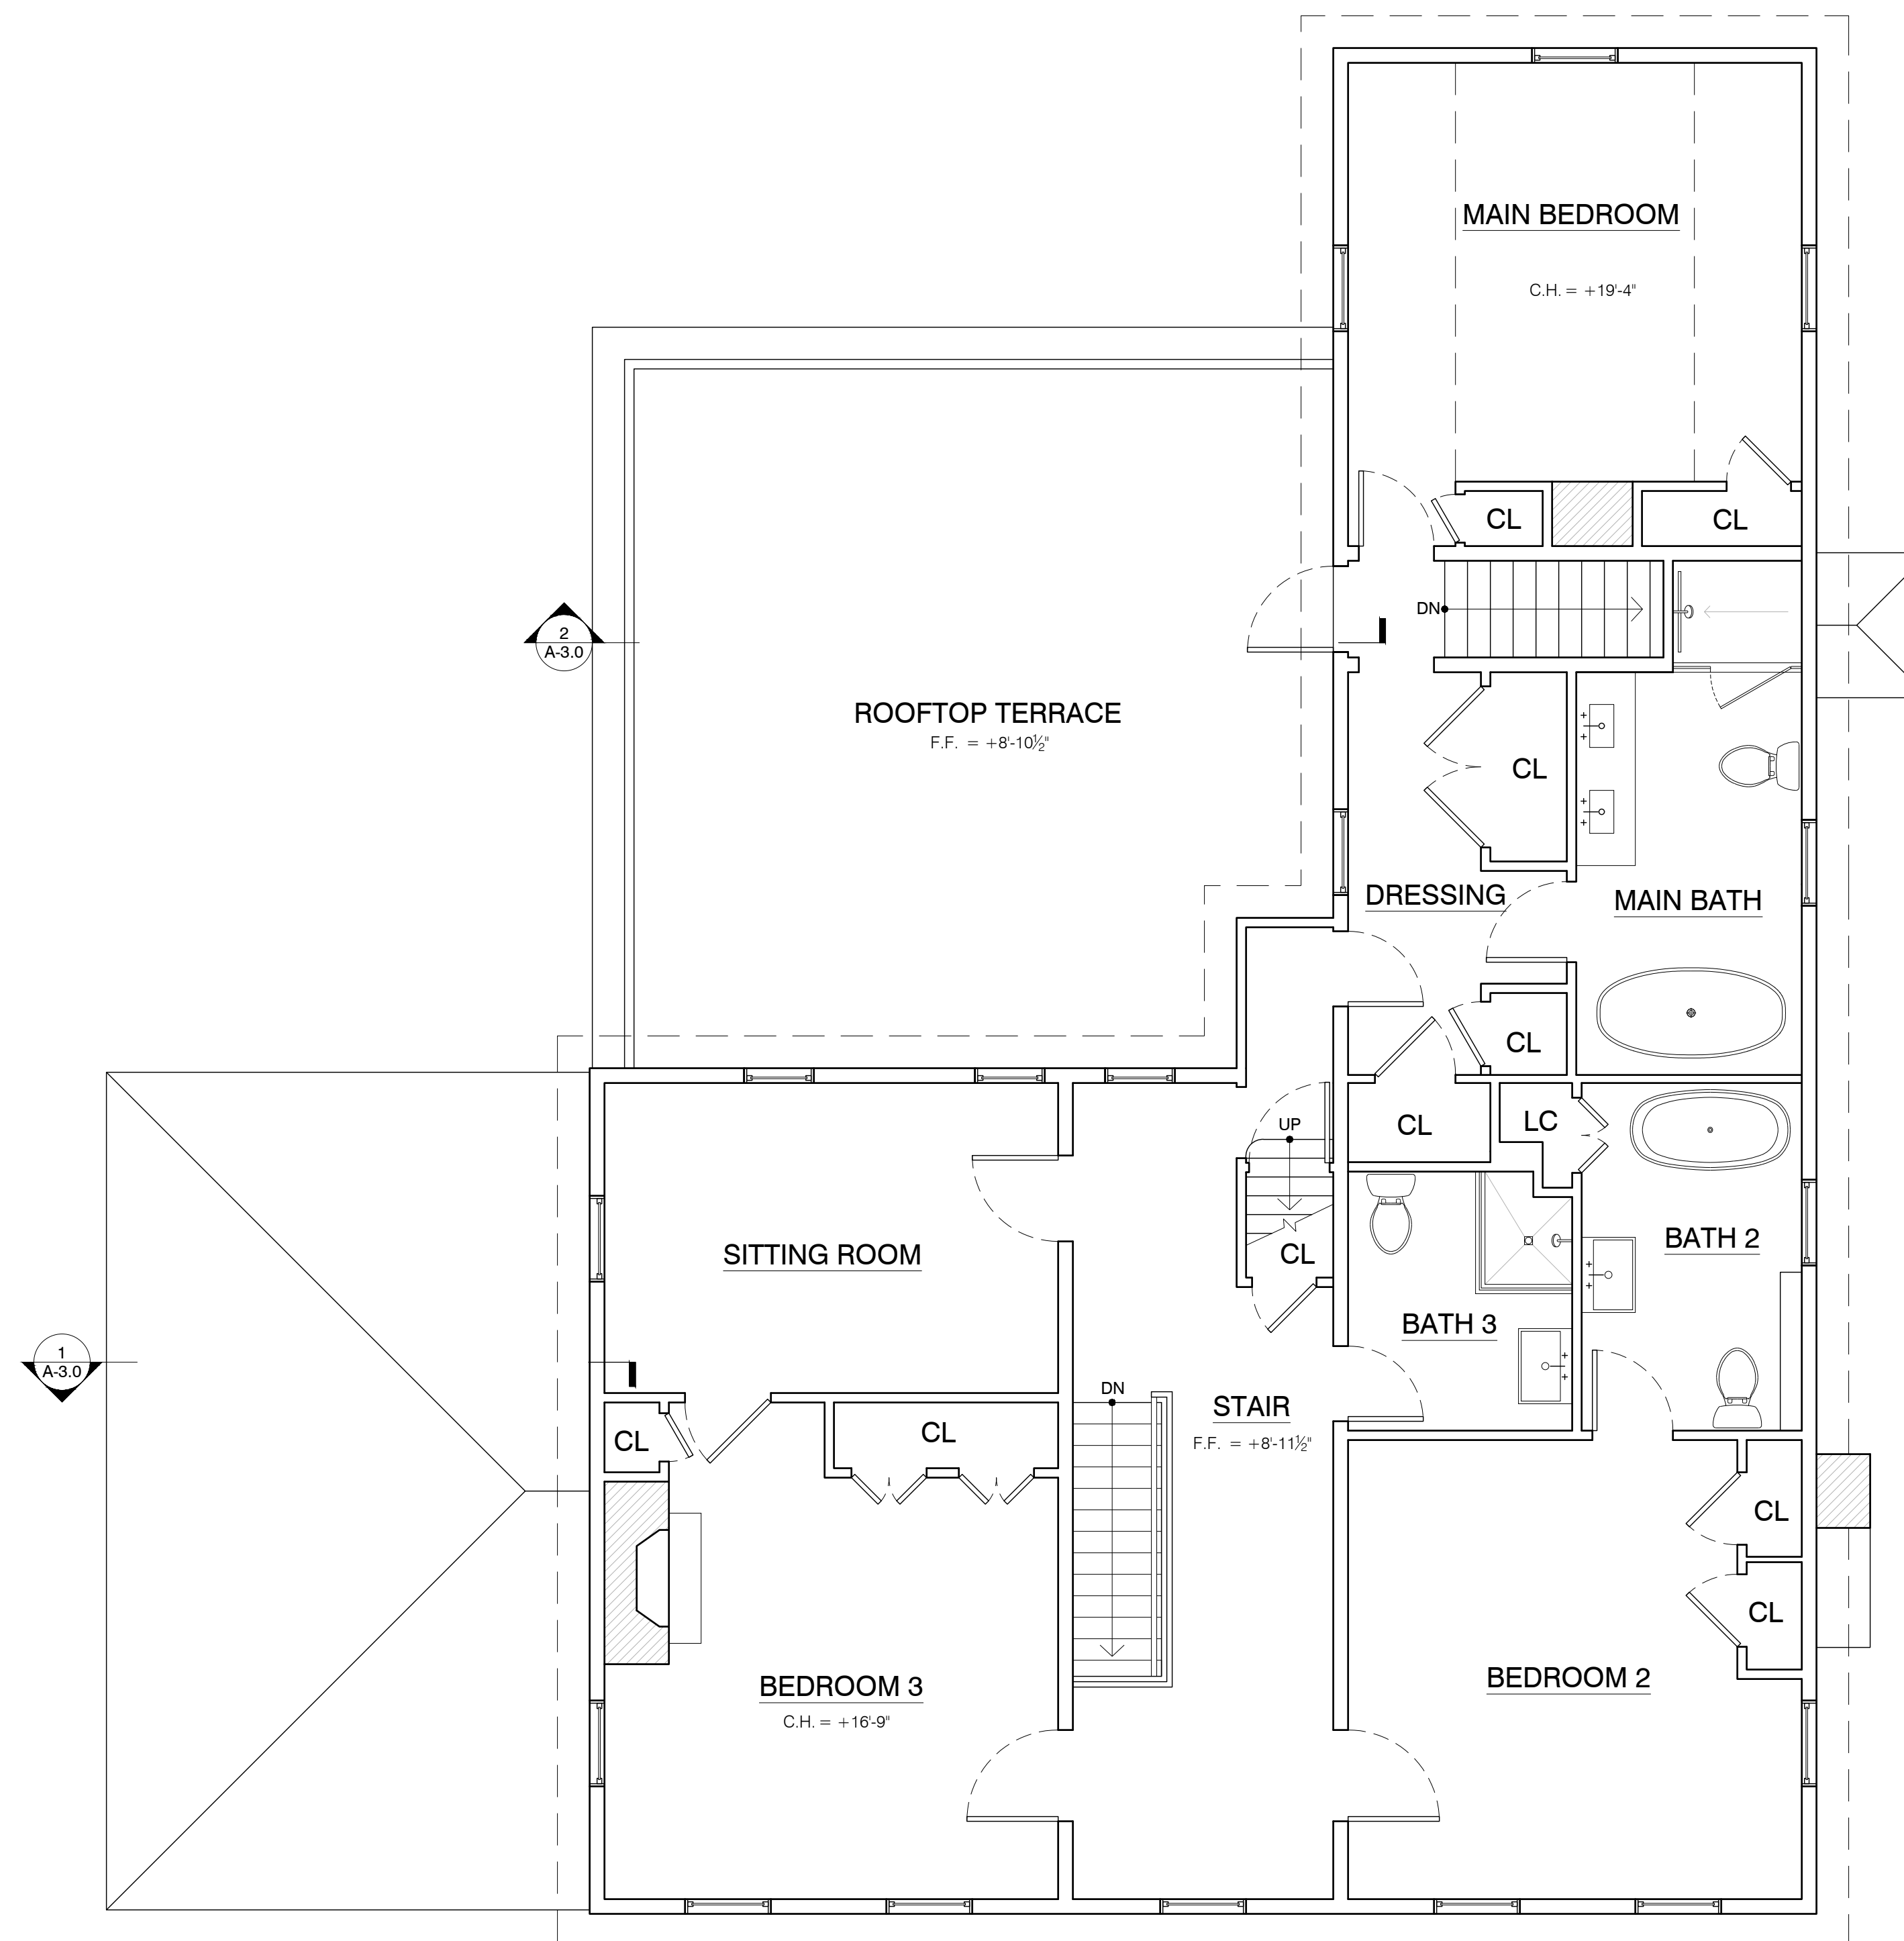 MAIN BEDROOM
C.H. = +19'-4"
CL
CL
DN
2
A-3.0
ROOFTOP TERRACE
F.F. = +8'-10½"
CL
DRESSING
MAIN BATH
CL
CL
LC
UP
SITTING ROOM
CL
BATH 2
BATH 3
1
A-3.0
DN
STAIR
F.F. = +8'-11½"
CL
CL
CL
CL
BEDROOM 3
C.H. = +16'-9"
BEDROOM 2